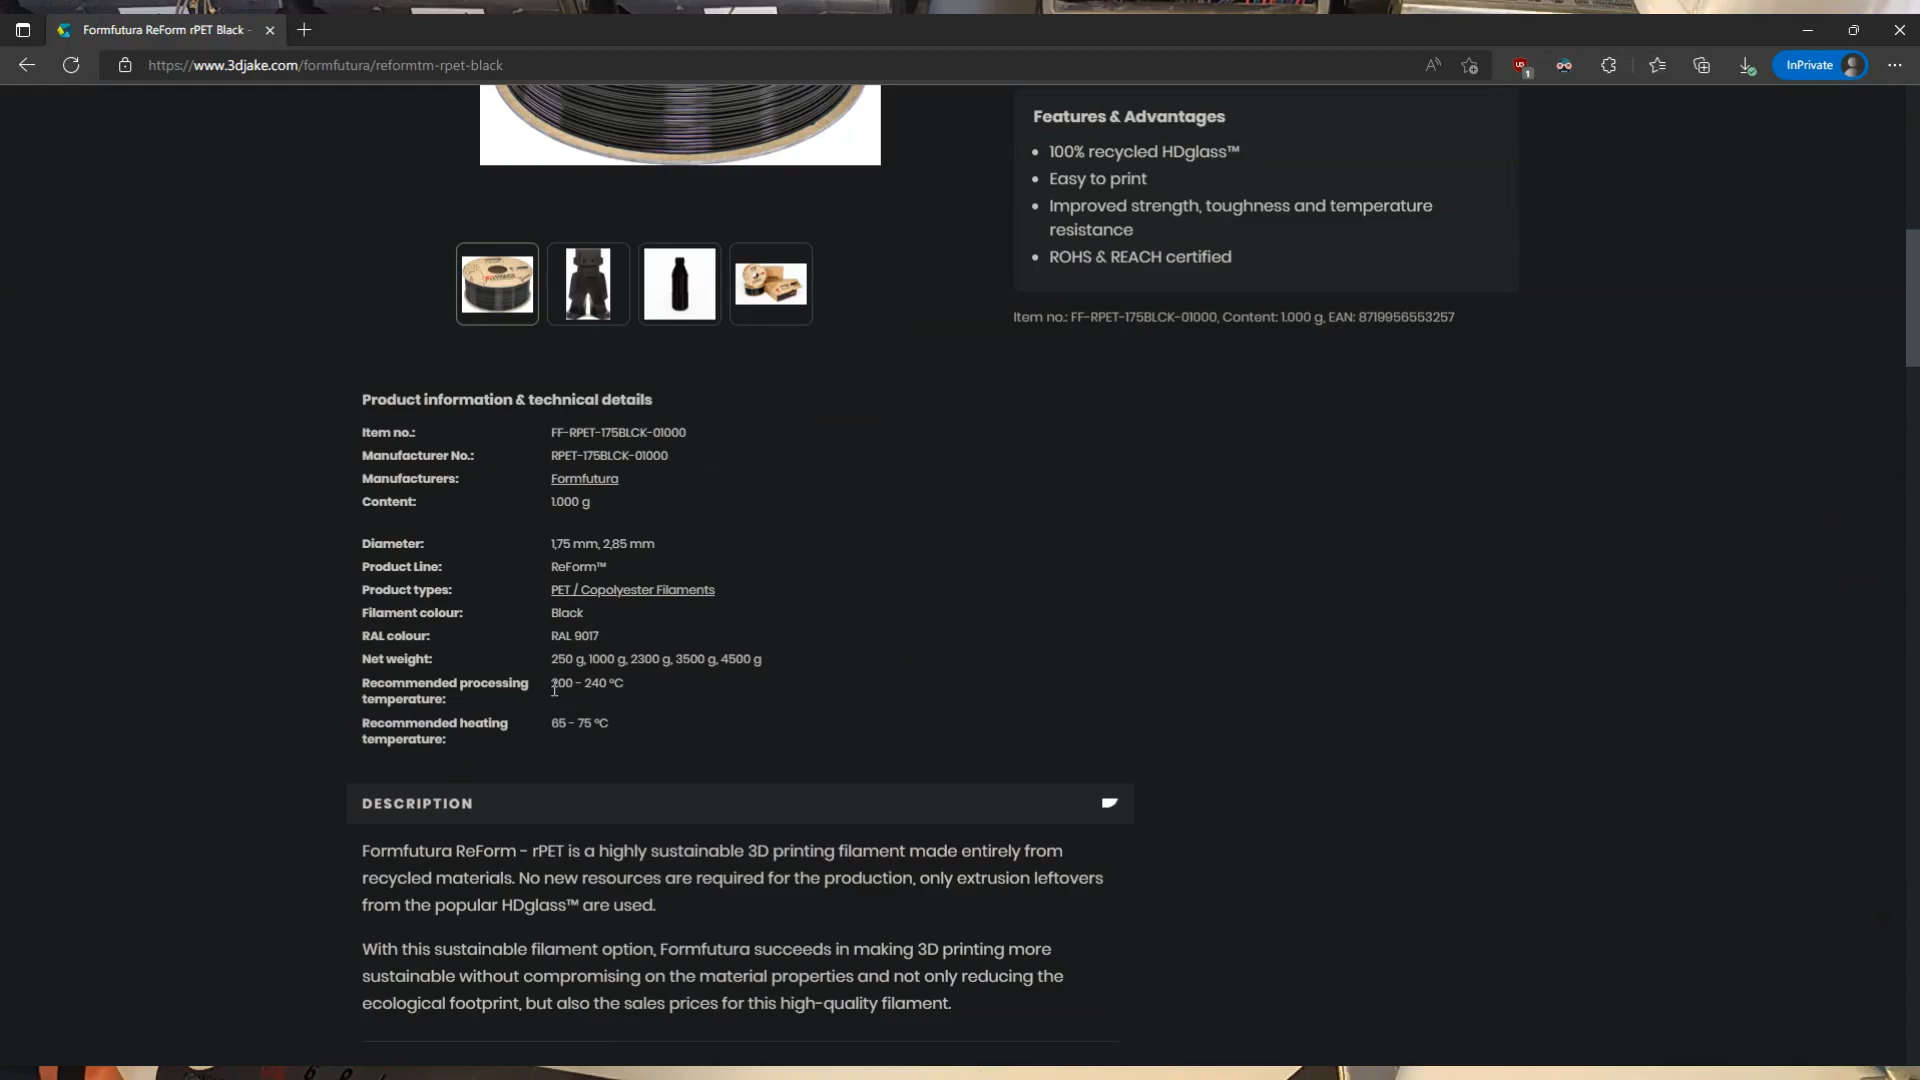 Formfutura ReForm rPET Black -
https://www.3djake.com/formfutura/reformtm-rpet-black
1
InPrivate
Features & Advantages
100% recycled HDglass™
Easy to print
Improved strength, toughness and temperature
resistance
ROHS & REACH certified
Item no.: FF-RPET-175BLCK-01000, Content: 1.000 g, EAN: 8719956553257
Product information & technical details
Item no.: FF-RPET-175BLCK-01000
Manufacturer No.: RPET-175BLCK-01000
Manufacturers: Formfutura
Content: 1.000 g
Diameter: 1,75 mm, 2,85 mm
Product Line: ReForm™
Product types: PET / Copolyester Filaments
Filament colour: Black
RAL colour: RAL 9017
Net weight: 250 g, 1000 g, 2300 g, 3500 g, 4500 g
Recommended processing 200 - 240 °C
temperature:
Recommended heating 65 - 75 °C
temperature:
DESCRIPTION
Formfutura ReForm - rPET is a highly sustainable 3D printing filament made entirely from
recycled materials. No new resources are required for the production, only extrusion leftovers
from the popular HDglass™ are used.
With this sustainable filament option, Formfutura succeeds in making 3D printing more
sustainable without compromising on the material properties and not only reducing the
ecological footprint, but also the sales prices for this high-quality filament.